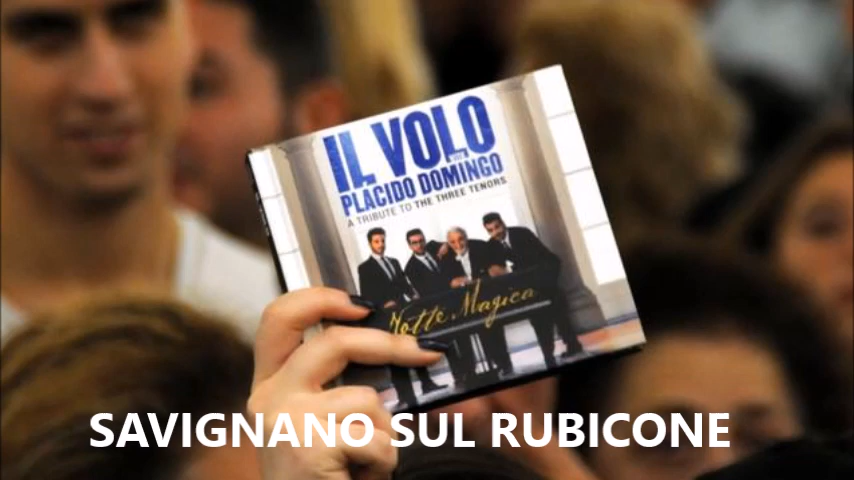 IL VOLO
WITH
PLACIDO DOMINGO
A TRIBUTE TO THE THREE TENORS
Notte Magica
SAVIGNANO SUL RUBICONE